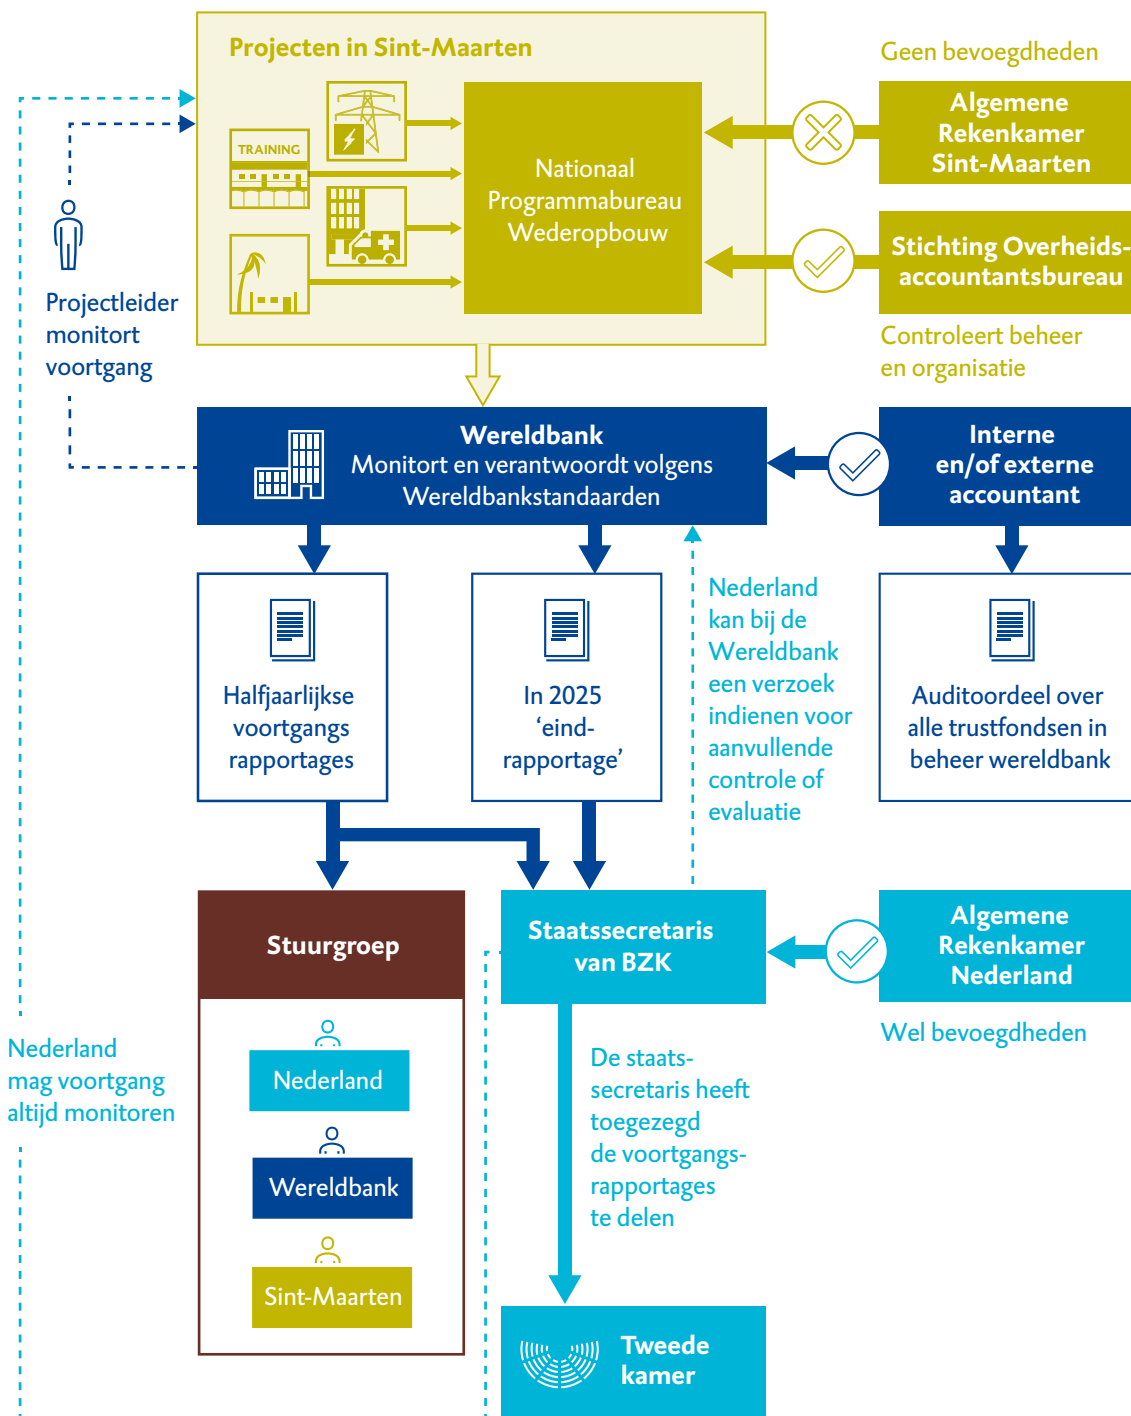 Projecten in Sint-Maarten
TRAINING
Nationaal
Programmabureau
Wederopbouw
Geen bevoegdheden
Algemene
Rekenkamer
Sint-Maarten
Stichting Overheids-
accountantsbureau
Controleert beheer
en organisatie
Projectleider
monitort
voortgang
Wereldbank
Monitort en verantwoordt volgens
Wereldbankstandaarden
Interne
en/of externe
accountant
Halfjaarlijkse
voortgangs
rapportages
In 2025
‘eind-
rapportage’
Nederland
kan bij de
Wereldbank
een verzoek
indienen voor
aanvullende
controle of
evaluatie
Auditoordeel over
alle trustfondsen in
beheer wereldbank
Stuurgroep
Nederland
Wereldbank
Sint-Maarten
Staatssecretaris
van BZK
Algemene
Rekenkamer
Nederland
Wel bevoegdheden
Nederland
mag voortgang
altijd monitoren
De staats-
secretaris heeft
toegezegd
de voortgangs-
rapportages
te delen
Tweede
kamer